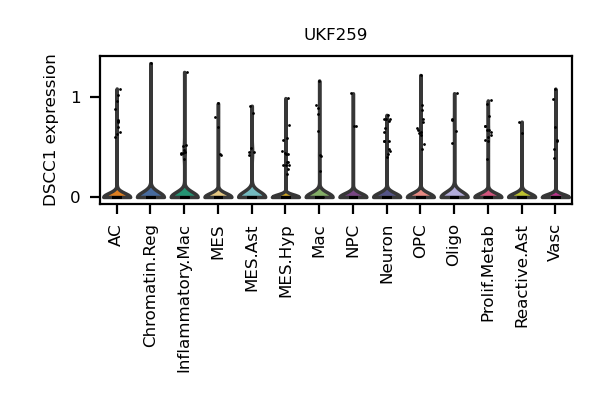 UKF259
DSCC1 expression
1
0
AC
Chromatin.Reg
Inflammatory.Mac
MES
MES.Ast
MES.Hyp
Mac
NPC
Neuron
OPC
Oligo
Prolif.Metab
Reactive.Ast
Vasc